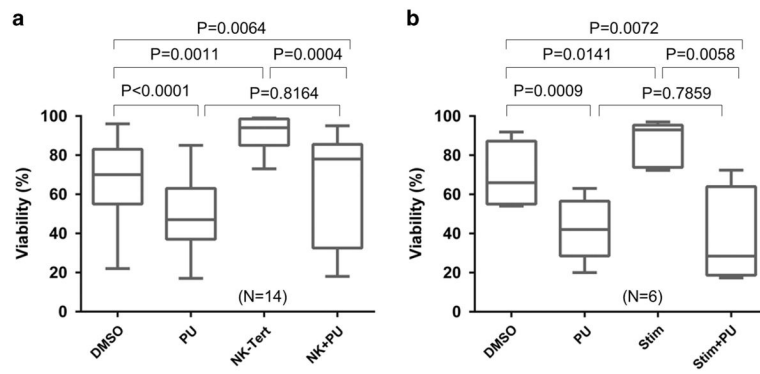 a
P=0.0064
P=0.0011 P=0.0004
P<0.0001 P=0.8164
Viability (%)
100
80
60
40
20
0
(N=14)
DMSO PU NK-Tert NK+PU
b
P=0.0072
P=0.0141 P=0.0058
P=0.0009 P=0.7859
Viability (%)
100
80
60
40
20
0
(N=6)
DMSO PU Stim Stim+PU